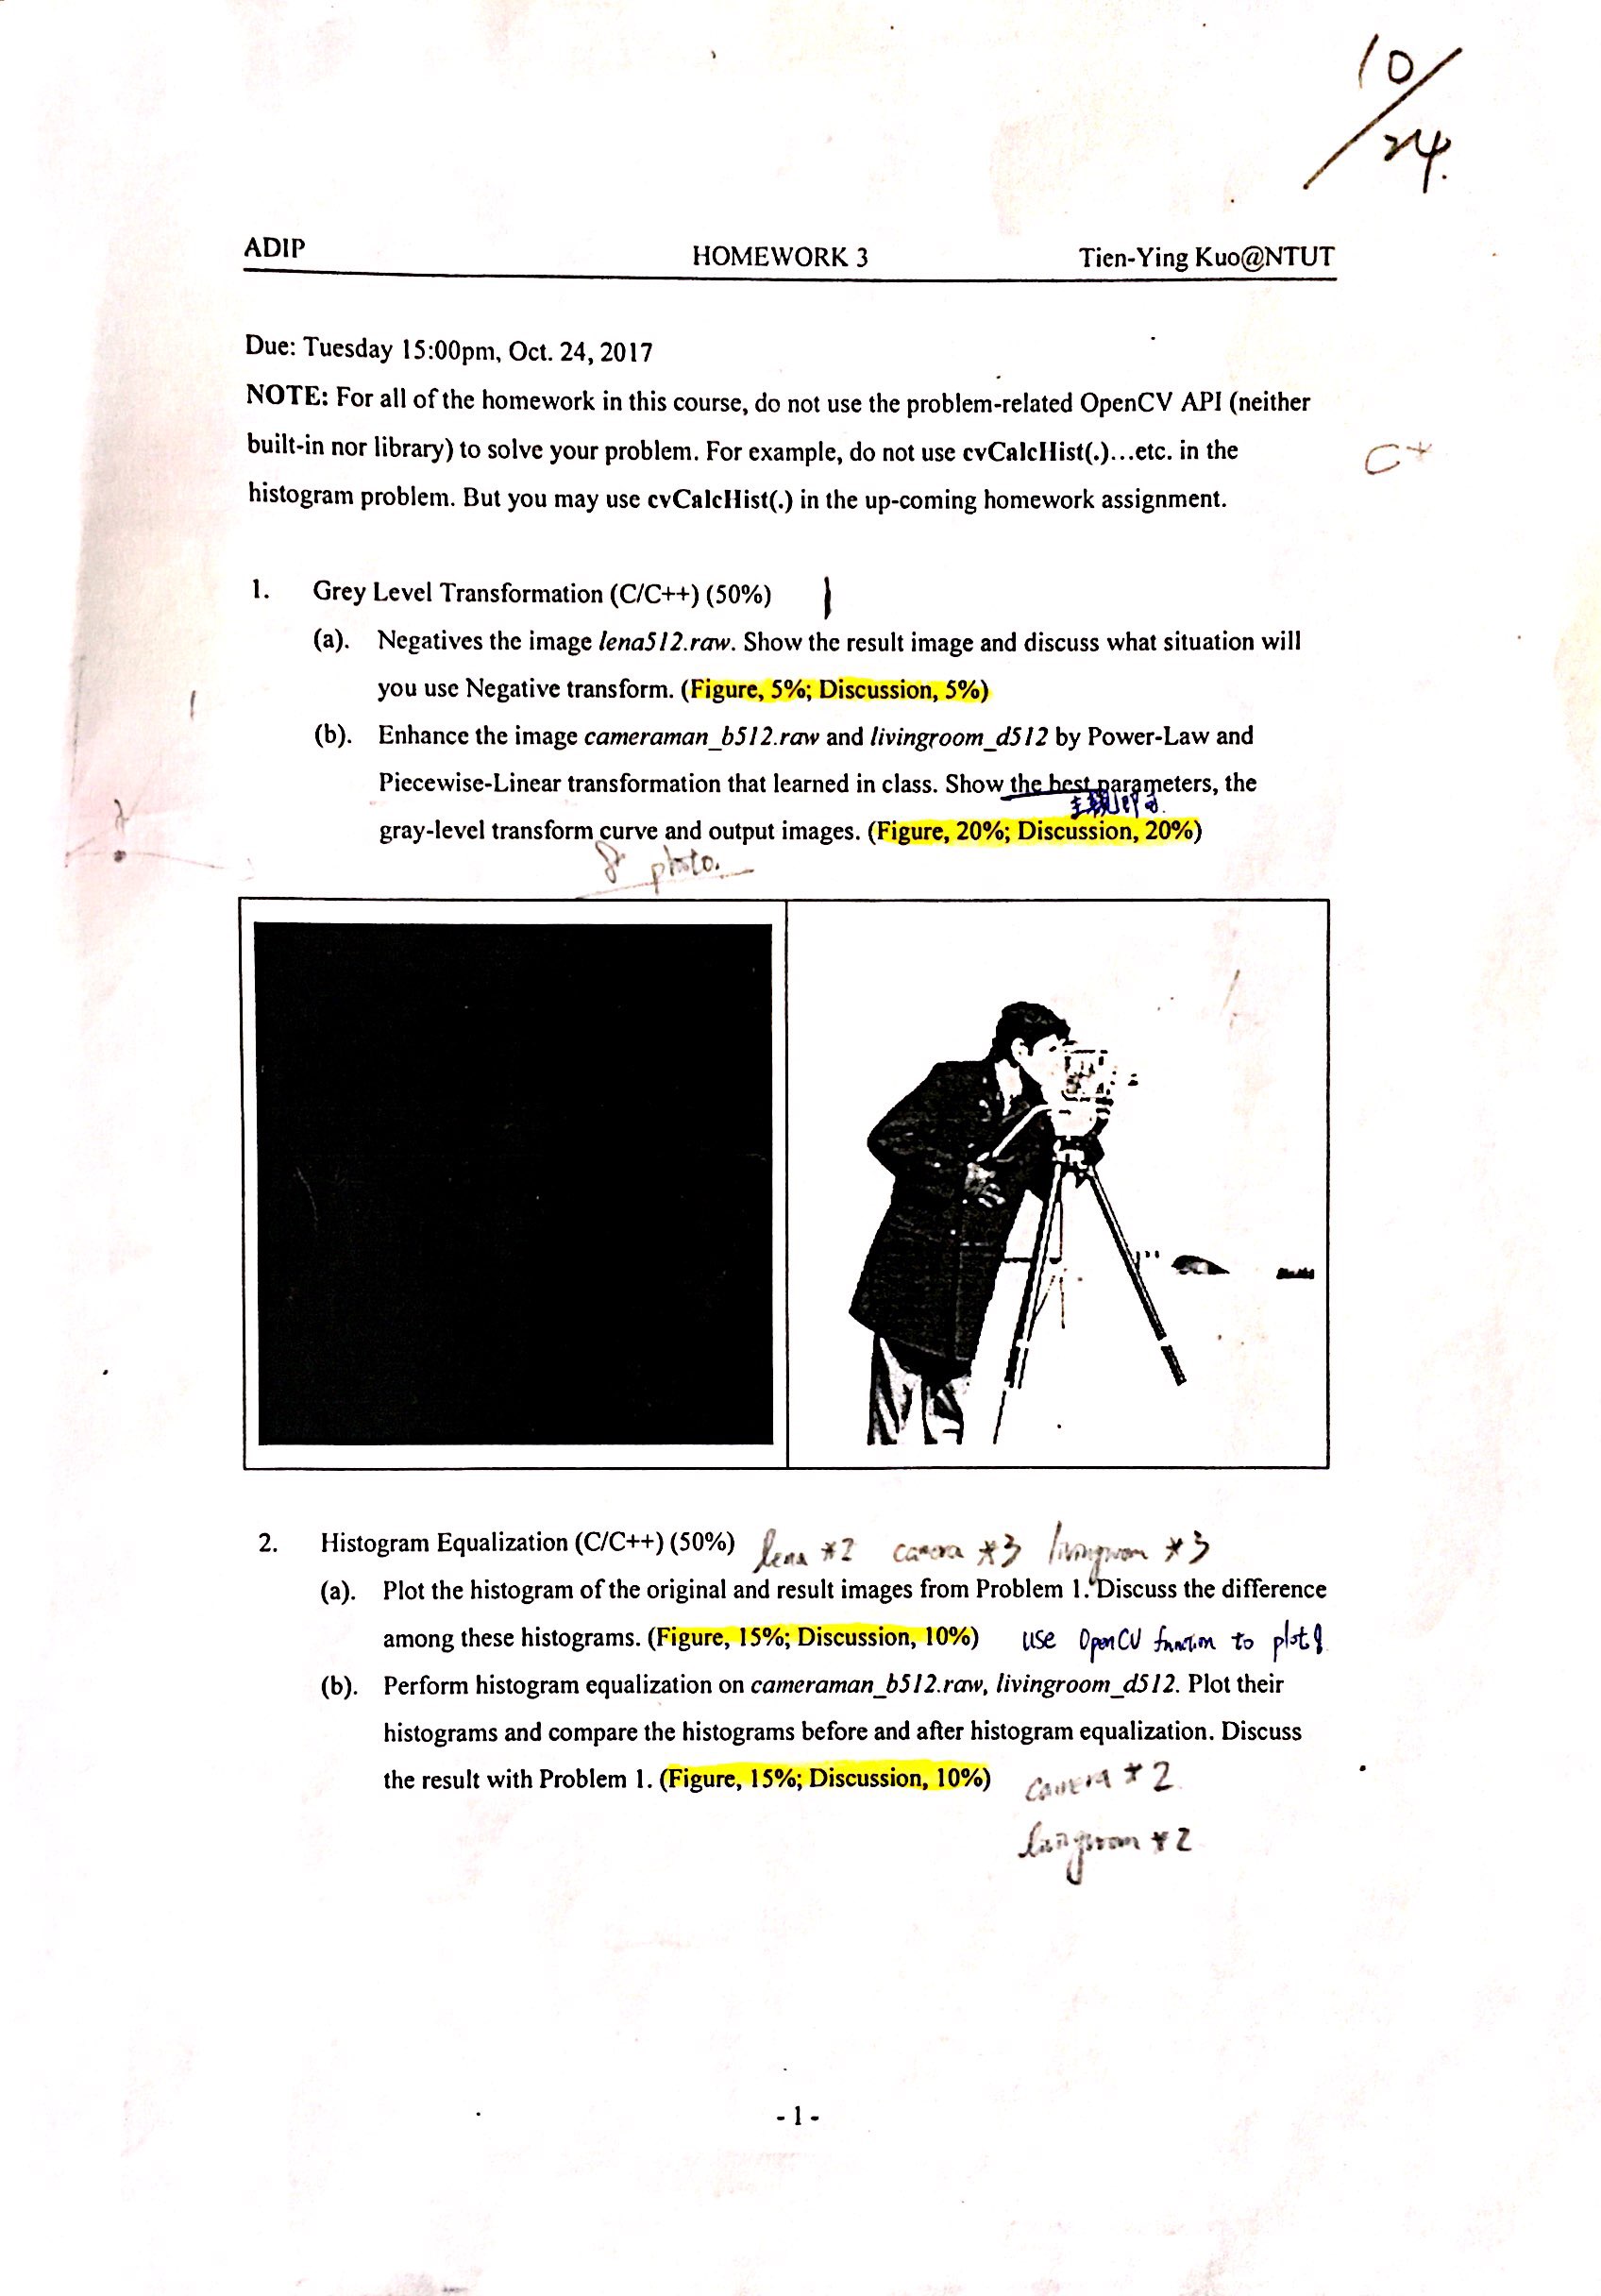 10/24.
ADIP HOMEWORK 3 Tien-Ying Kuo@NTUT
Due: Tuesday 15:00pm, Oct. 24, 2017
NOTE: For all of the homework in this course, do not use the problem-related OpenCV API (neither
built-in nor library) to solve your problem. For example, do not use cvCalcHist(.)…etc. in the
C+
histogram problem. But you may use cvCalcHist(.) in the up-coming homework assignment.
1. Grey Level Transformation (C/C++) (50%)
(a). Negatives the image lena512.raw. Show the result image and discuss what situation will
you use Negative transform. (Figure, 5%; Discussion, 5%)
(b). Enhance the image cameraman_b512.raw and livingroom_d512 by Power-Law and
Piecewise-Linear transformation that learned in class. Show the best parameters, the
gray-level transform curve and output images. (Figure, 20%; Discussion, 20%)
8 photo.
2. Histogram Equalization (C/C++) (50%) lena *2 camera *3 livingroom *3
(a). Plot the histogram of the original and result images from Problem 1. Discuss the difference
among these histograms. (Figure, 15%; Discussion, 10%) use OpenCV function to plot
(b). Perform histogram equalization on cameraman_b512.raw, livingroom_d512. Plot their
histograms and compare the histograms before and after histogram equalization. Discuss
the result with Problem 1. (Figure, 15%; Discussion, 10%) camera *2
*2
- 1 -